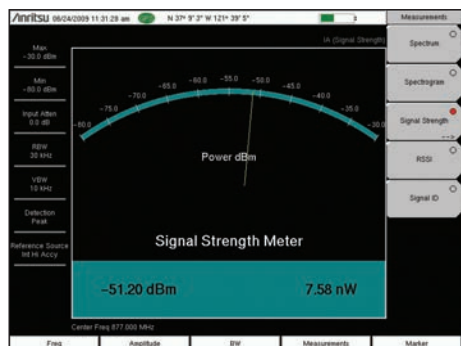 Anritsu 08/24/2009 11:31:29 am N 37° 9' 3" W 121° 39' 5"
Measurements
IA (Signal Strength)
Max
-30.0 dBm
Min
-80.0 dBm
Input Atten
0.0 dB
RBW
30 kHz
VBW
10 kHz
Detection
Peak
Reference Source
Int Hi Accy
-80.0 -75.0 -70.0 -65.0 -60.0 -55.0 -50.0 -45.0 -40.0 -35.0 -30.0
Power dBm
Signal Strength Meter
-51.20 dBm 7.58 nW
Center Freq 877.000 MHz
Spectrum
Spectrogram
Signal Strength
-->
RSSI
Signal ID
Freq Amplitude BW Measurements Marker